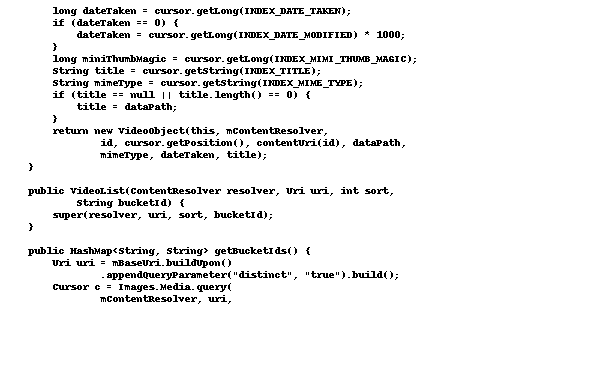 long dateTaken = cursor.getLong(INDEX_DATE_TAKEN);
if (dateTaken == 0) {
dateTaken = cursor.getLong(INDEX_DATE_MODIFIED) * 1000;
}
long miniThumbMagic = cursor.getLong(INDEX_MIMI_THUMB_MAGIC);
String title = cursor.getString(INDEX_TITLE);
String mimeType = cursor.getString(INDEX_MIME_TYPE);
if (title == null || title.length() == 0) {
title = dataPath;
}
return new VideoObject(this, mContentResolver,
id, cursor.getPosition(), contentUri(id), dataPath,
mimeType, dateTaken, title);
}
public VideoList(ContentResolver resolver, Uri uri, int sort,
String bucketId) {
super(resolver, uri, sort, bucketId);
}
public HashMap<String, String> getBucketIds() {
Uri uri = mBaseUri.buildUpon()
.appendQueryParameter("distinct", "true").build();
Cursor c = Images.Media.query(
mContentResolver, uri,